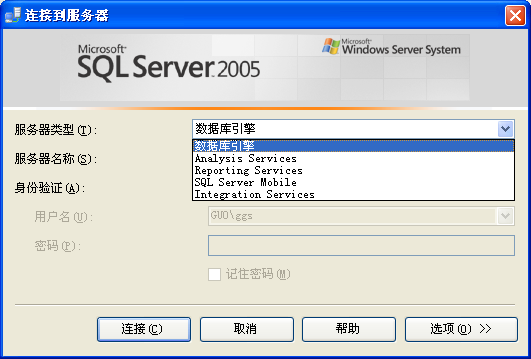 连接到服务器
Microsoft
SQL Server 2005
Microsoft
Windows Server System
服务器类型(T):
数据库引擎
数据库引擎
服务器名称(S):
Analysis Services
Reporting Services
SQL Server Mobile
身份验证(A):
Integration Services
用户名(U):
GUO\ggs
密码(P):
记住密码(M)
连接(C)
取消
帮助
选项(O) >>